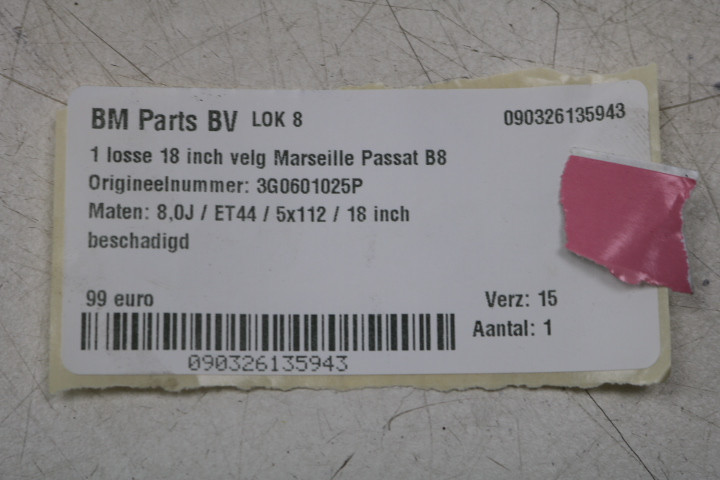 BM Parts BV LOK 8 090326135943
1 losse 18 inch velg Marseille Passat B8
Origineelnummer: 3G0601025P
Maten: 8,0J / ET44 / 5x112 / 18 inch
beschadigd
99 euro Verz: 15
Aantal: 1
090326135943